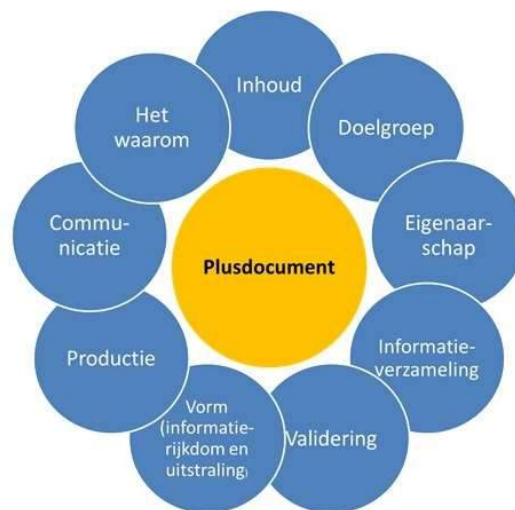 Inhoud
Doelgroep
Eigenaar-
schap
Informatie-
verzameling
Validering
Vorm
(informatie-
rijkdom en
uitstraling)
Productie
Commu-
nicatie
Het
waarom
Plusdocument